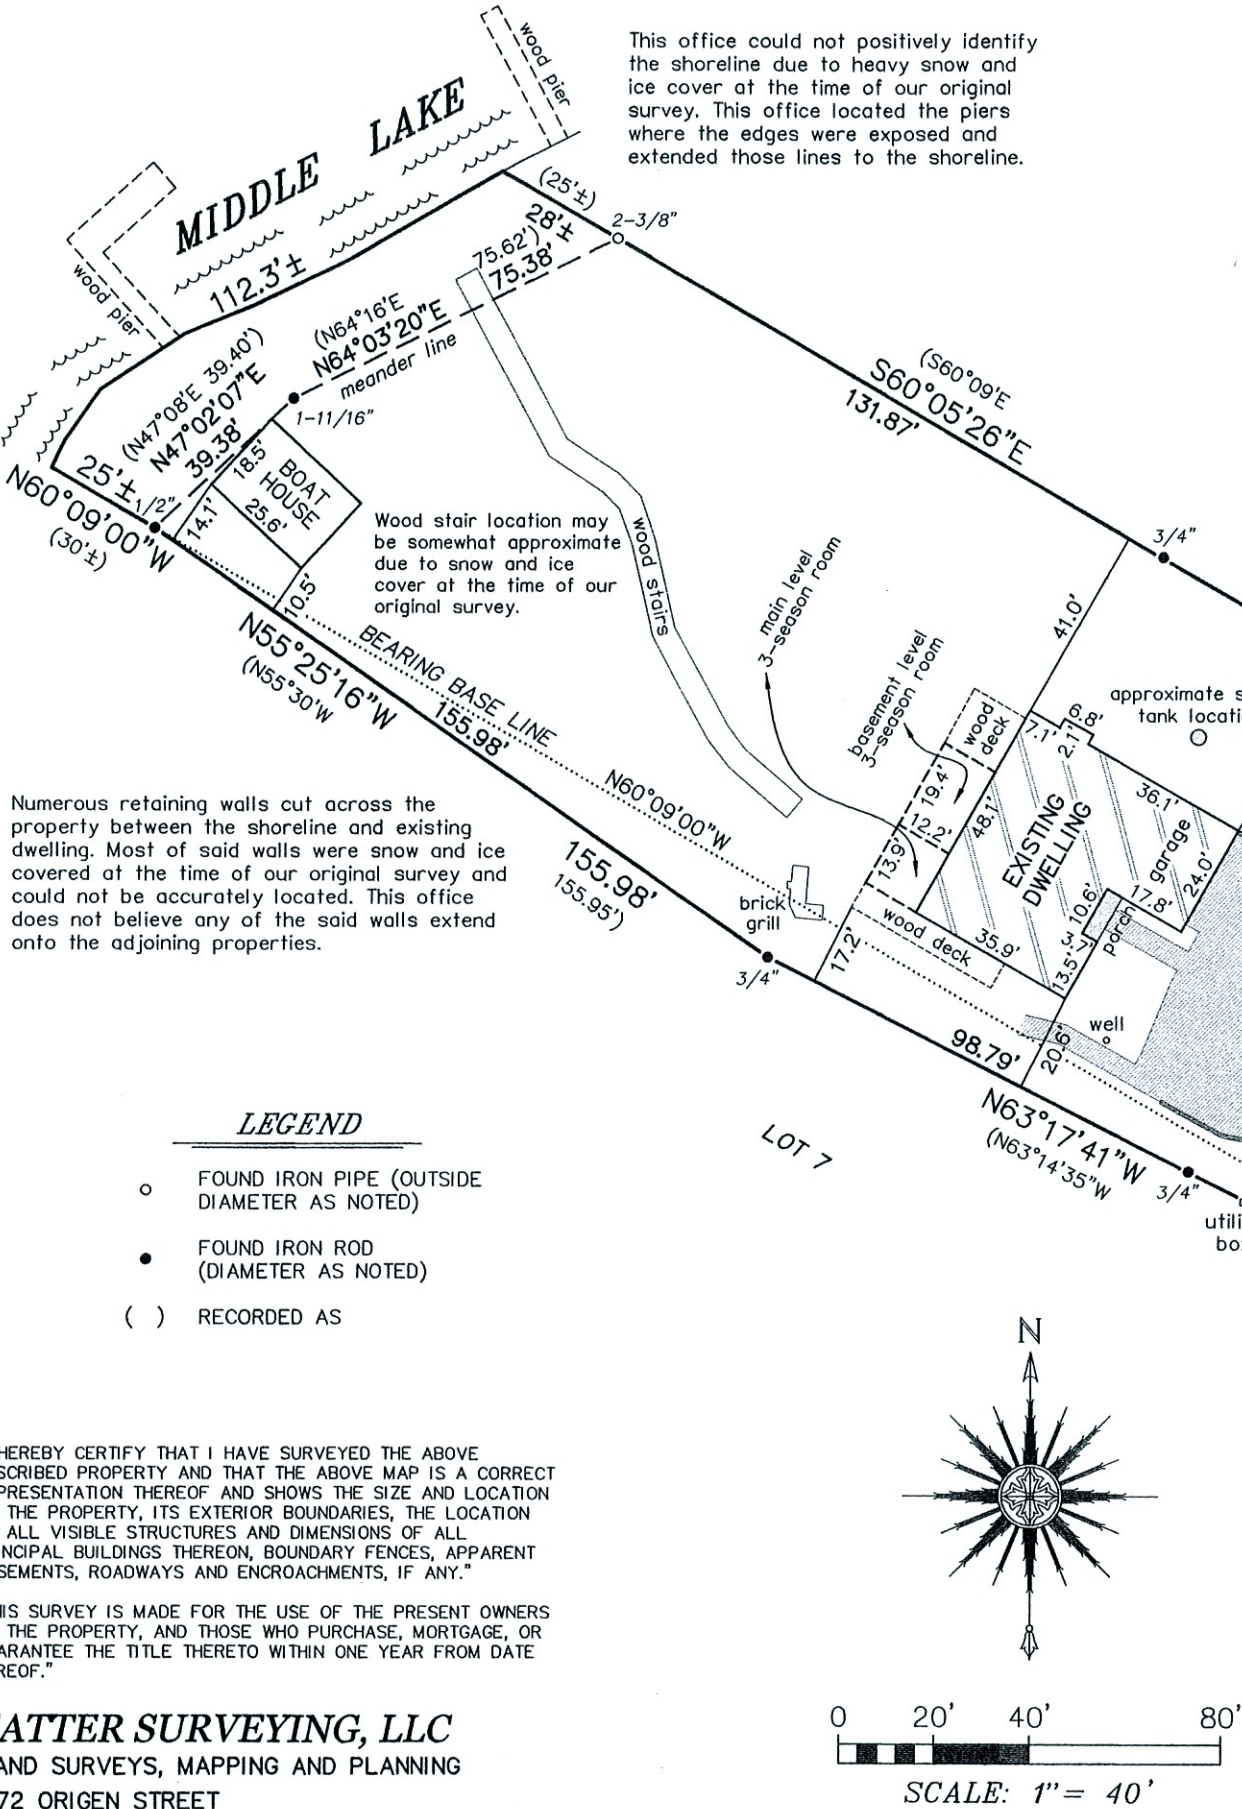 wood pier
This office could not positively identify
the shoreline due to heavy snow and
ice cover at the time of our original
survey. This office located the piers
where the edges were exposed and
extended those lines to the shoreline.
MIDDLE LAKE
wood pier
(25'±)
28'±
2-3/8"
75.62')
75.38'
112.3'±
(N64°16'E
N64°03'20"E
meander line
(N47°08'E 39.40')
N47°02'07"E
39.38'
1-11/16"
(S60°09'E
S60°05'26"E
131.87'
25'±
1/2"
N60°09'00"W
(30'±)
18.5'
BOAT
HOUSE
25.6'
14.1'
10.5'
Wood stair location may
be somewhat approximate
due to snow and ice
cover at the time of our
original survey.
wood stairs
3/4"
41.0'
main level
3-season room
basement level
3-season room
approximate s
tank locati
N55°25'16"W
(N55°30'W
BEARING BASE LINE
155.98'
N60°09'00"W
wood
deck
7.1'
6.8'
2.1'
19.4'
12.2'
13.9'
48.1'
EXISTING
DWELLING
36.1'
garage
24.0'
17.8'
10.6'
3.7'
porch
13.5'
35.9'
wood deck
17.2'
Numerous retaining walls cut across the
property between the shoreline and existing
dwelling. Most of said walls were snow and ice
covered at the time of our original survey and
could not be accurately located. This office
does not believe any of the said walls extend
onto the adjoining properties.
155.98'
155.95')
brick
grill
3/4"
well
20.6'
98.79'
N63°17'41"W
(N63°14'35"W
3/4"
utili
bo
LOT 7
LEGEND
FOUND IRON PIPE (OUTSIDE
DIAMETER AS NOTED)
FOUND IRON ROD
(DIAMETER AS NOTED)
( ) RECORDED AS
N
HEREBY CERTIFY THAT I HAVE SURVEYED THE ABOVE
SCRIBED PROPERTY AND THAT THE ABOVE MAP IS A CORRECT
PRESENTATION THEREOF AND SHOWS THE SIZE AND LOCATION
THE PROPERTY, ITS EXTERIOR BOUNDARIES, THE LOCATION
ALL VISIBLE STRUCTURES AND DIMENSIONS OF ALL
NCIPAL BUILDINGS THEREON, BOUNDARY FENCES, APPARENT
SEMENTS, ROADWAYS AND ENCROACHMENTS, IF ANY."
IS SURVEY IS MADE FOR THE USE OF THE PRESENT OWNERS
THE PROPERTY, AND THOSE WHO PURCHASE, MORTGAGE, OR
ARANTEE THE TITLE THERETO WITHIN ONE YEAR FROM DATE
REOF."
ATTER SURVEYING, LLC
AND SURVEYS, MAPPING AND PLANNING
72 ORIGEN STREET
0 20' 40' 80'
SCALE: 1"= 40'